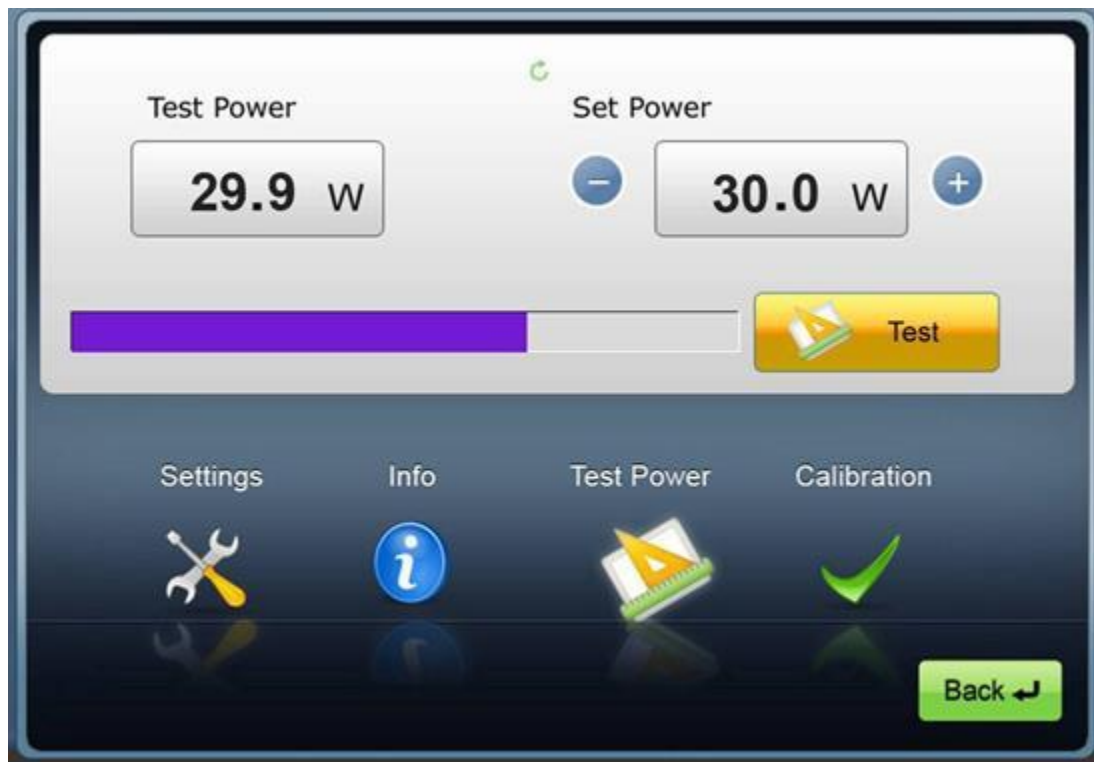 Test Power
Set Power
29.9 W
− 30.0 W +
Test
Settings
Info
Test Power
Calibration
Back